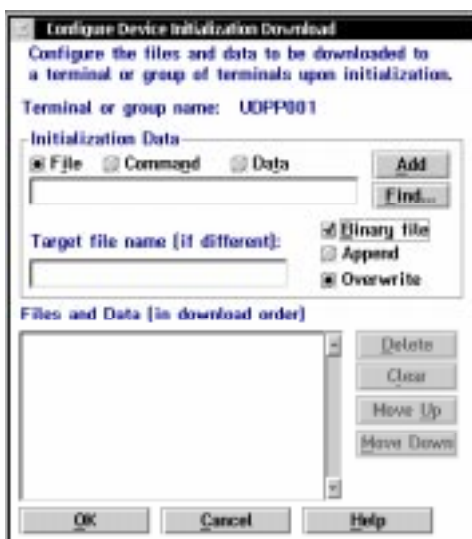 Configure Device Initialization Download
Configure the files and data to be downloaded to
a terminal or group of terminals upon initialization.
Terminal or group name: UDPP001
Initialization Data
File Command Data
Add
Find...
Binary file
Target file name (if different):
Append
Overwrite
Files and Data (in download order)
Delete
Clear
Move Up
Move Down
OK Cancel Help